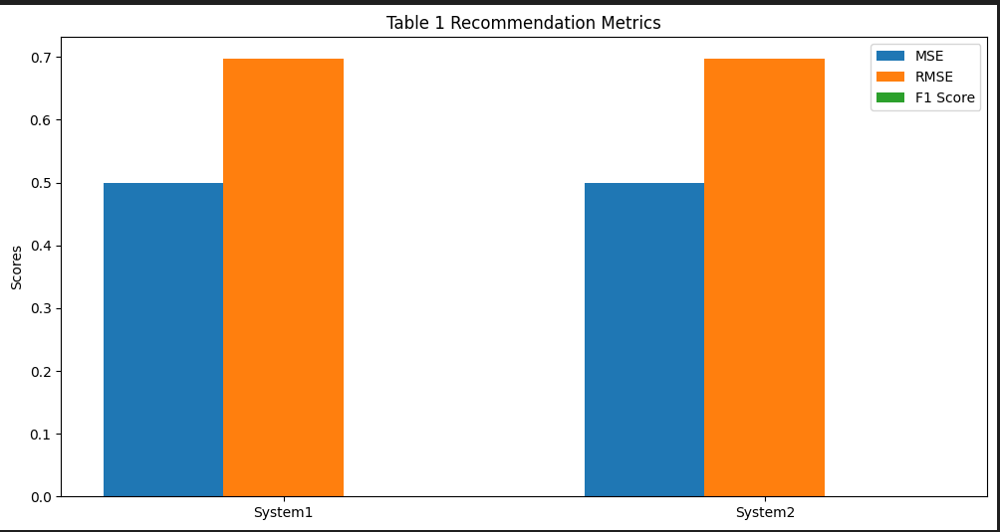 Table 1 Recommendation Metrics
MSE
RMSE
F1 Score
0.7
0.6
0.5
0.4
0.3
0.2
0.1
0.0
Scores
System1
System2